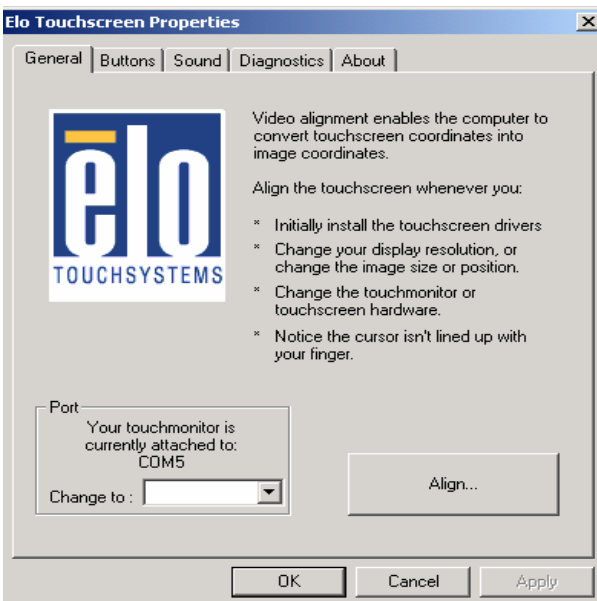 Elo Touchscreen Properties
General Buttons Sound Diagnostics About
elo
TOUCHSYSTEMS
Video alignment enables the computer to
convert touchscreen coordinates into
image coordinates.
Align the touchscreen whenever you:
* Initially install the touchscreen drivers
* Change your display resolution, or
change the image size or position.
* Change the touchmonitor or
touchscreen hardware.
* Notice the cursor isn't lined up with
your finger.
Port
Your touchmonitor is
currently attached to:
COM5
Change to :
Align...
OK Cancel Apply